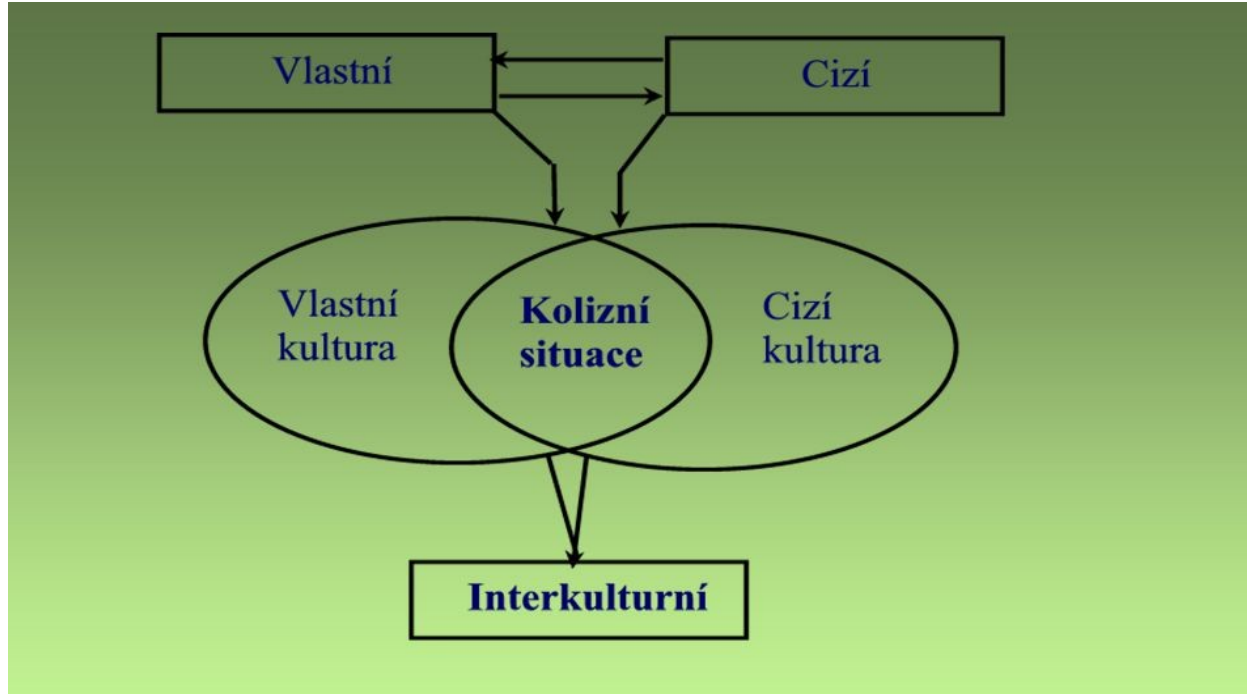 Vlastní
Cizí
Vlastní
kultura
Kolizní
situace
Cizí
kultura
Interkulturní